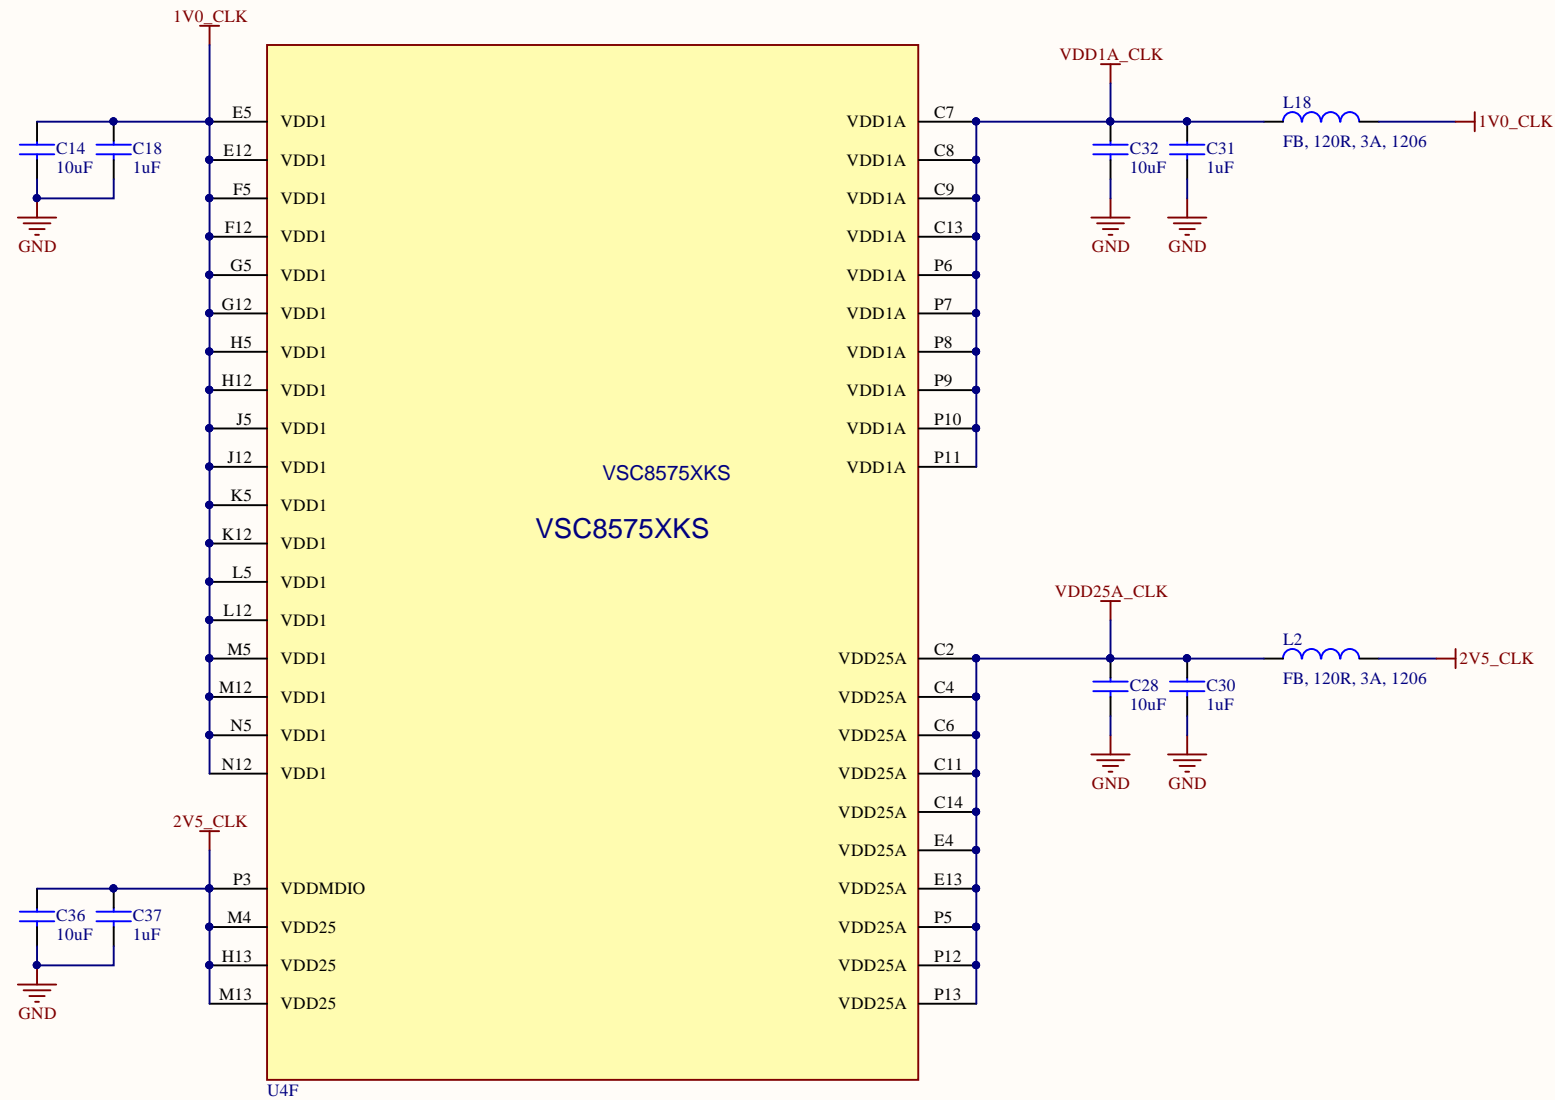 1V0_CLK
VDD1A_CLK
E5 VDD1
E12 VDD1
F5 VDD1
F12 VDD1
G5 VDD1
G12 VDD1
H5 VDD1
H12 VDD1
J5 VDD1
J12 VDD1
K5 VDD1
K12 VDD1
L5 VDD1
L12 VDD1
M5 VDD1
M12 VDD1
N5 VDD1
N12 VDD1
C14
10uF
C18
1uF
GND
2V5_CLK
P3 VDDMDIO
M4 VDD25
H13 VDD25
M13 VDD25
C36
10uF
C37
1uF
GND
VSC8575XKS
VSC8575XKS
U4F
VDD1A C7
VDD1A C8
VDD1A C9
VDD1A C13
VDD1A P6
VDD1A P7
VDD1A P8
VDD1A P9
VDD1A P10
VDD1A P11
C32
10uF
C31
1uF
GND
GND
L18
FB, 120R, 3A, 1206
1V0_CLK
VDD25A_CLK
VDD25A C2
VDD25A C4
VDD25A C6
VDD25A C11
VDD25A C14
VDD25A E4
VDD25A E13
VDD25A P5
VDD25A P12
VDD25A P13
C28
10uF
C30
1uF
GND
GND
L2
FB, 120R, 3A, 1206
2V5_CLK